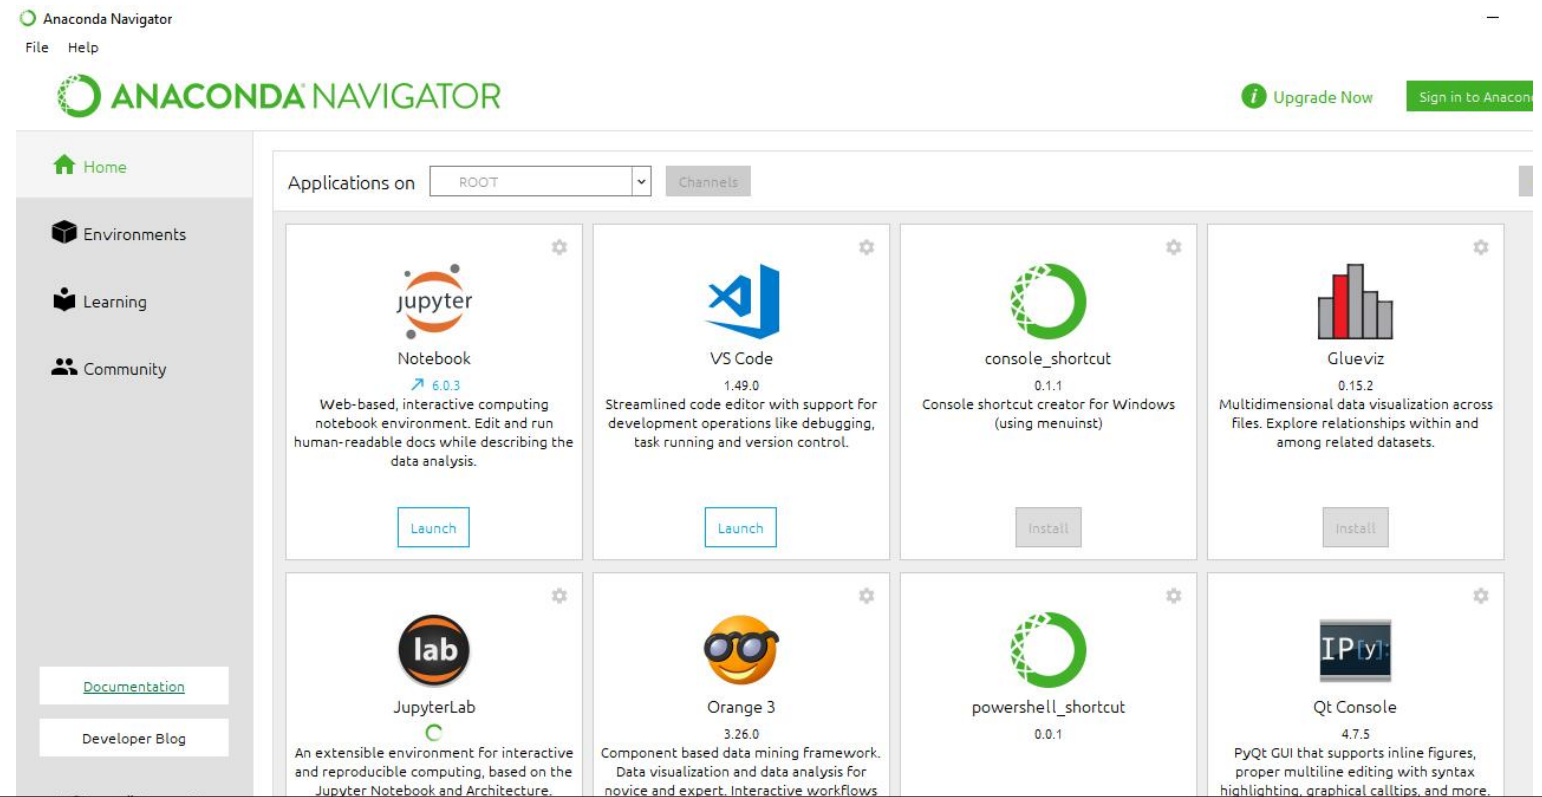 Anaconda Navigator
File Help
ANACONDA NAVIGATOR
i Upgrade Now
Sign in to Anacon
Home
Environments
Learning
Community
Documentation
Developer Blog
Applications on ROOT Channels
jupyter
Notebook
6.0.3
Web-based, interactive computing
notebook environment. Edit and run
human-readable docs while describing the
data analysis.
Launch
VS Code
1.49.0
Streamlined code editor with support for
development operations like debugging,
task running and version control.
Launch
console_shortcut
0.1.1
Console shortcut creator for Windows
(using menuinst)
Install
Glueviz
0.15.2
Multidimensional data visualization across
files. Explore relationships within and
among related datasets.
Install
lab
JupyterLab
An extensible environment for interactive
and reproducible computing, based on the
Jupyter Notebook and Architecture.
Orange 3
3.26.0
Component based data mining framework.
Data visualization and data analysis for
novice and expert. Interactive workflows
powershell_shortcut
0.0.1
IP[y]:
Qt Console
4.7.5
PyQt GUI that supports inline figures,
proper multiline editing with syntax
highlighting, graphical calltips, and more.